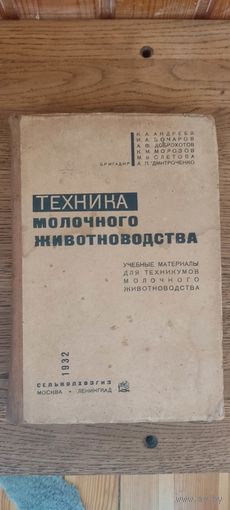 К. А. АНДРЕЕВ
И. А. БОЧАРОВ
А. Ф. ДОБРОХОТОВ
К. М. МОРОЗОВ
М. И. СЛЕТОВА
БРИГАДИР А. П. ДМИТРОЧЕНКО
ТЕХНИКА
МОЛОЧНОГО
ЖИВОТНОВОДСТВА
УЧЕБНЫЕ МАТЕРИАЛЫ
ДЛЯ ТЕХНИКУМОВ
МОЛОЧНОГО
ЖИВОТНОВОДСТВА
1932
СЕЛЬКОЛХОЗГИЗ
МОСКВА • ЛЕНИНГРАД